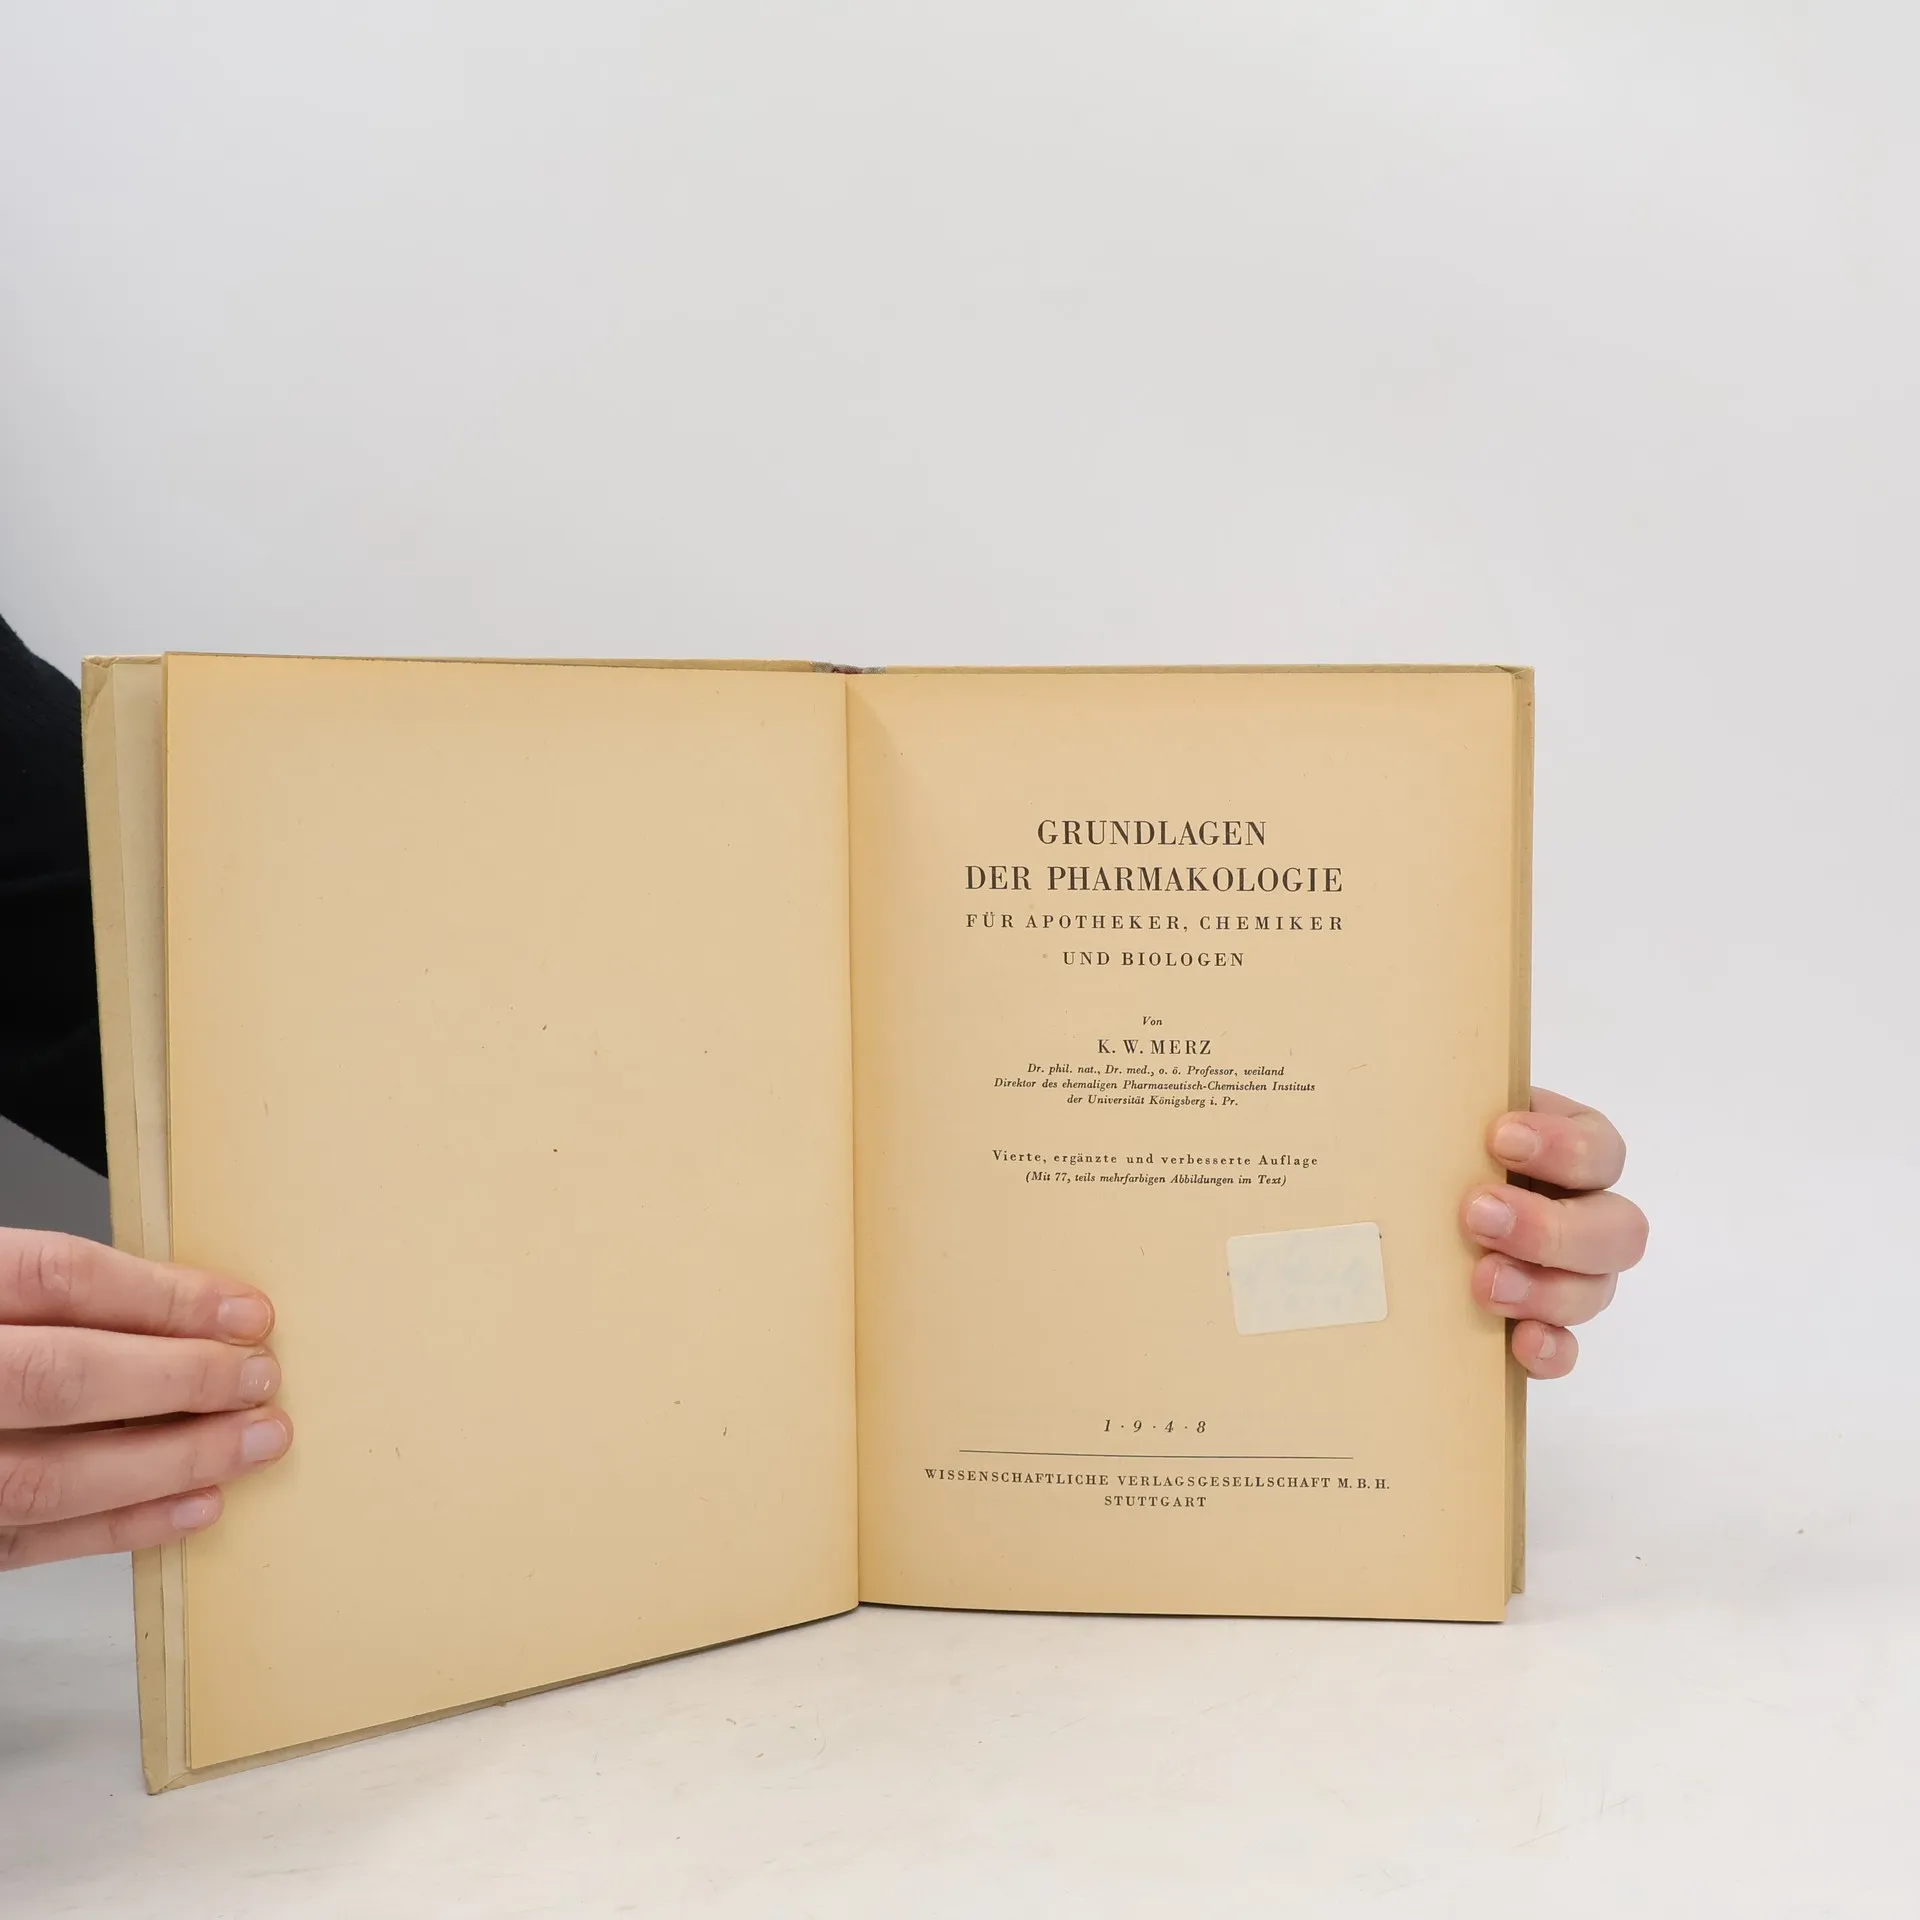 GRUNDLAGEN
DER PHARMAKOLOGIE
FÜR APOTHEKER, CHEMIKER
UND BIOLOGEN
Von
K. W. MERZ
Dr. phil. nat., Dr. med., o. ö. Professor, weiland
Direktor des ehemaligen Pharmazeutisch-Chemischen Instituts
der Universität Königsberg i. Pr.
Vierte, ergänzte und verbesserte Auflage
(Mit 77, teils mehrfarbigen Abbildungen im Text)
1 · 9 · 4 · 8
WISSENSCHAFTLICHE VERLAGSGESELLSCHAFT M. B. H.
STUTTGART